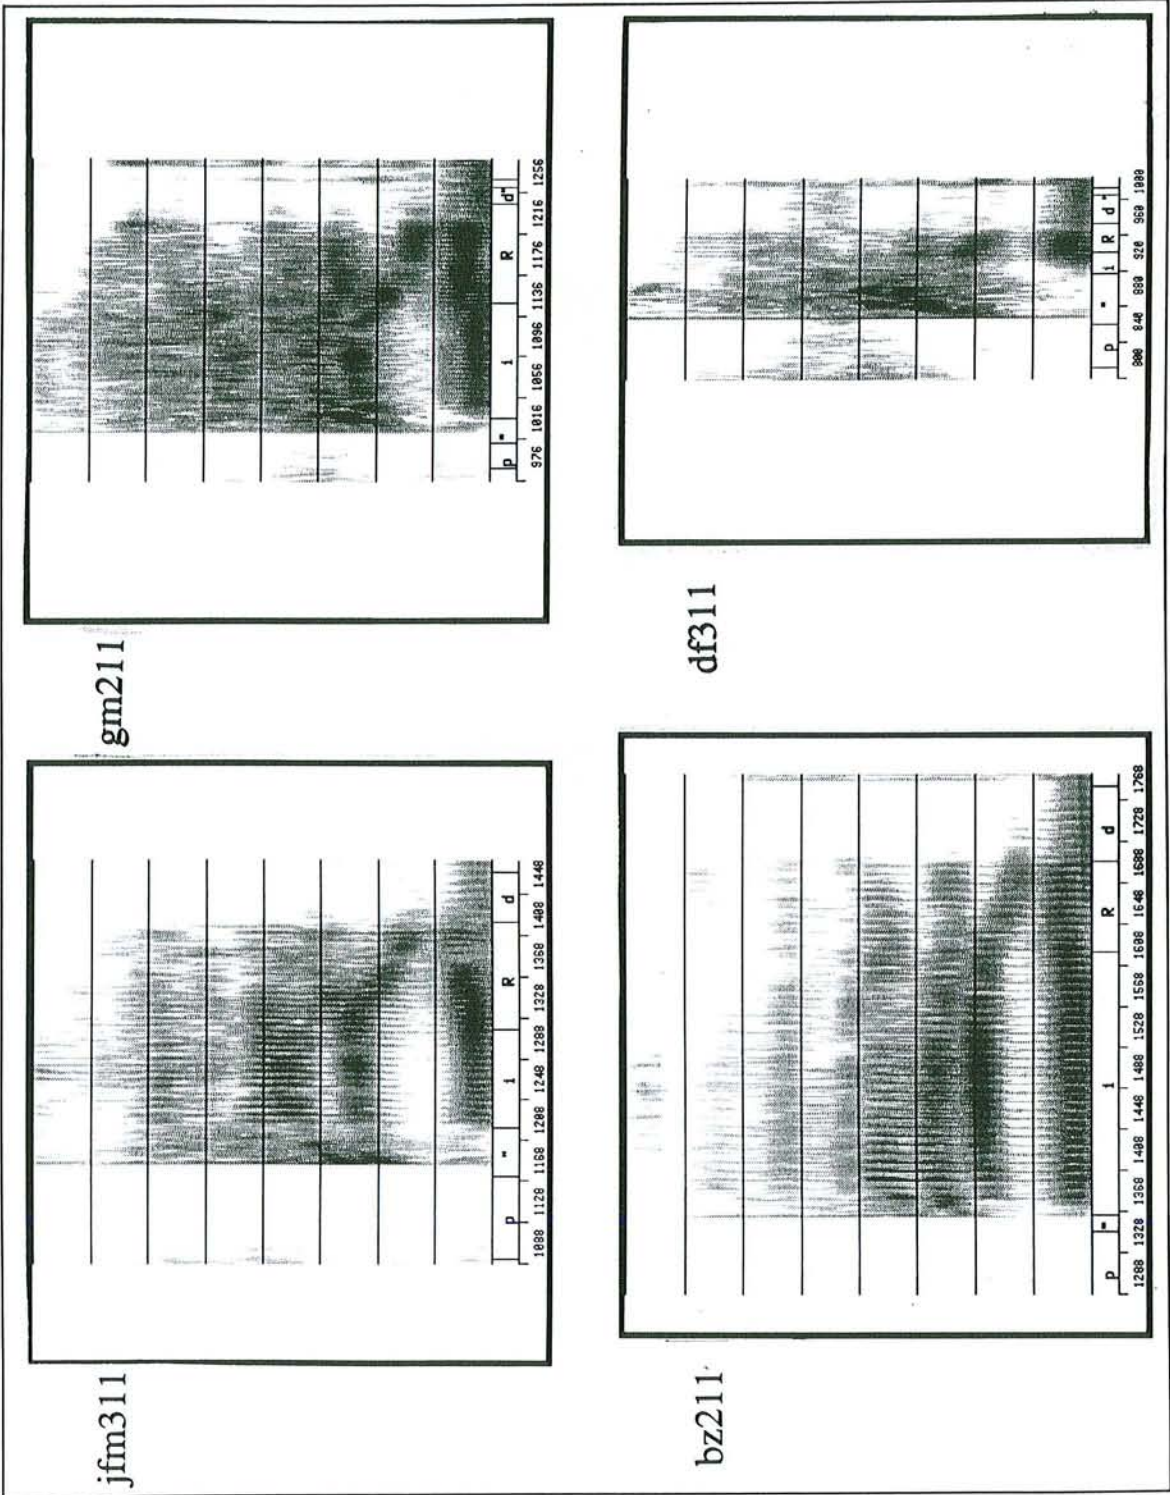 jfm311
p " i R d
1088 1128 1168 1208 1248 1288 1328 1368 1408 1448
gm211
p " i R d"
976 1016 1056 1096 1136 1176 1216 1256
bz211
p " i R d
1288 1328 1368 1408 1448 1488 1528 1568 1608 1648 1688 1728 1768
df311
p " i R d"
800 840 880 920 960 1000